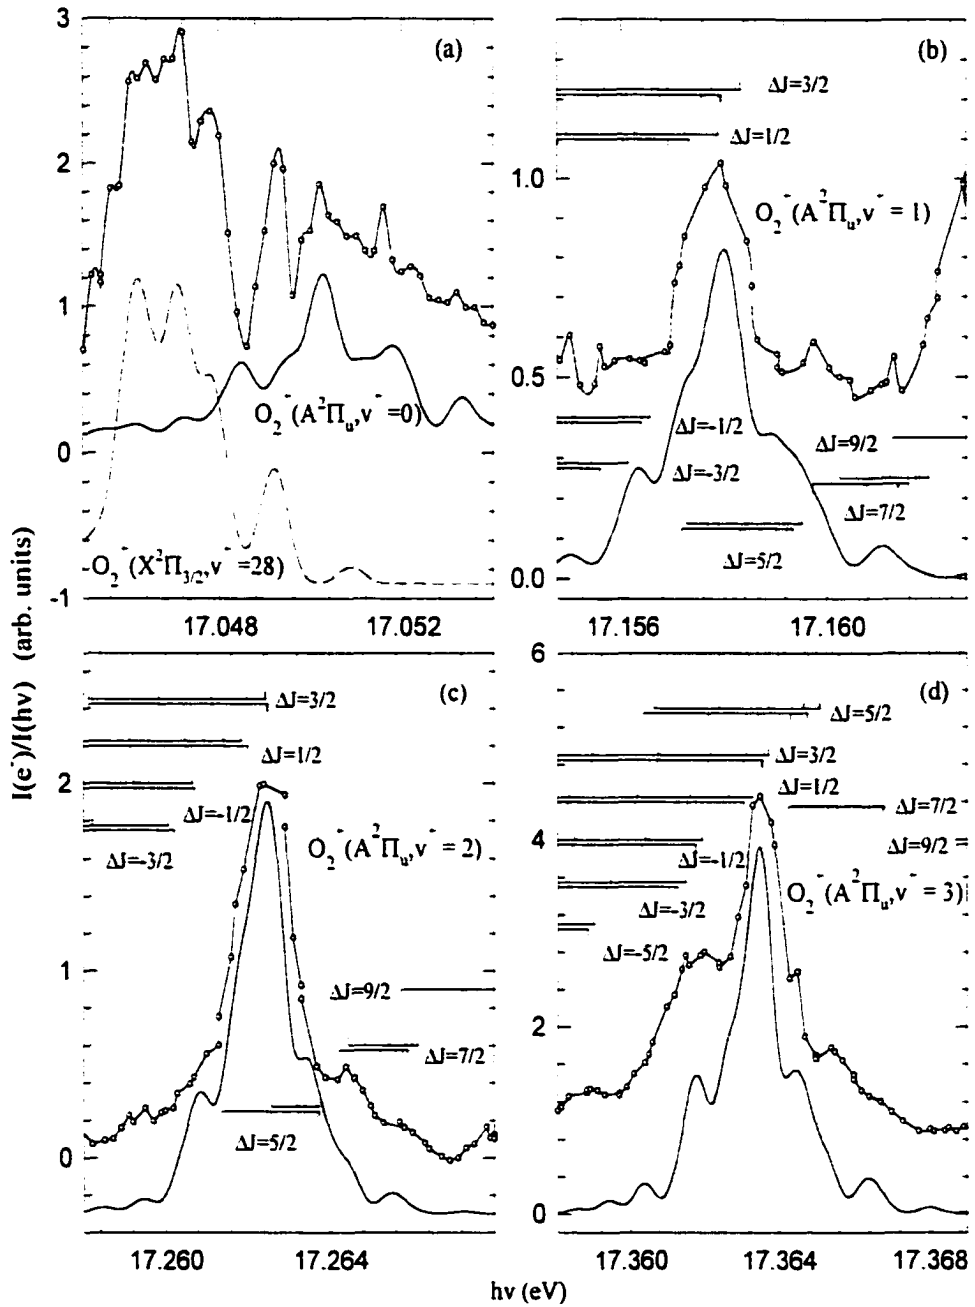 I(e⁻)/I(hν) (arb. units)
3
2
1
0
-1
(a)
O₂⁺(A²Πᵤ,v⁺=0)
O₂⁺(X²Π₃/₂,v⁺=28)
17.048
17.052
(b)
1.0
0.5
0.0
ΔJ=3/2
ΔJ=1/2
O₂⁺(A²Πᵤ,v⁺=1)
ΔJ=-1/2
ΔJ=9/2
ΔJ=-3/2
ΔJ=7/2
ΔJ=5/2
17.156
17.160
(c)
2
1
0
ΔJ=3/2
ΔJ=1/2
ΔJ=-1/2
O₂⁺(A²Πᵤ,v⁺=2)
ΔJ=-3/2
ΔJ=9/2
ΔJ=7/2
ΔJ=5/2
17.260
17.264
(d)
6
4
2
0
ΔJ=5/2
ΔJ=3/2
ΔJ=1/2
ΔJ=7/2
ΔJ=9/2
ΔJ=-1/2
O₂⁺(A²Πᵤ,v⁺=3)
ΔJ=-3/2
ΔJ=-5/2
17.360
17.364
17.368
hν (eV)